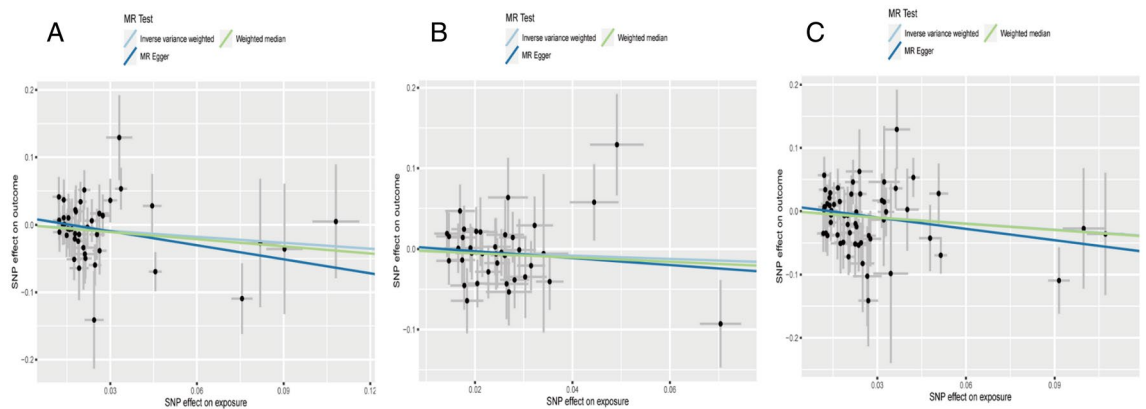 A
MR Test
Inverse variance weighted
Weighted median
MR Egger
SNP effect on outcome
0.2
0.1
0.0
−0.1
−0.2
0.03
0.06
0.09
0.12
SNP effect on exposure
B
MR Test
Inverse variance weighted
Weighted median
MR Egger
SNP effect on outcome
0.2
0.1
0.0
−0.1
0.02
0.04
0.06
SNP effect on exposure
C
MR Test
Inverse variance weighted
Weighted median
MR Egger
SNP effect on outcome
0.2
0.1
0.0
−0.1
−0.2
0.03
0.06
0.09
SNP effect on exposure